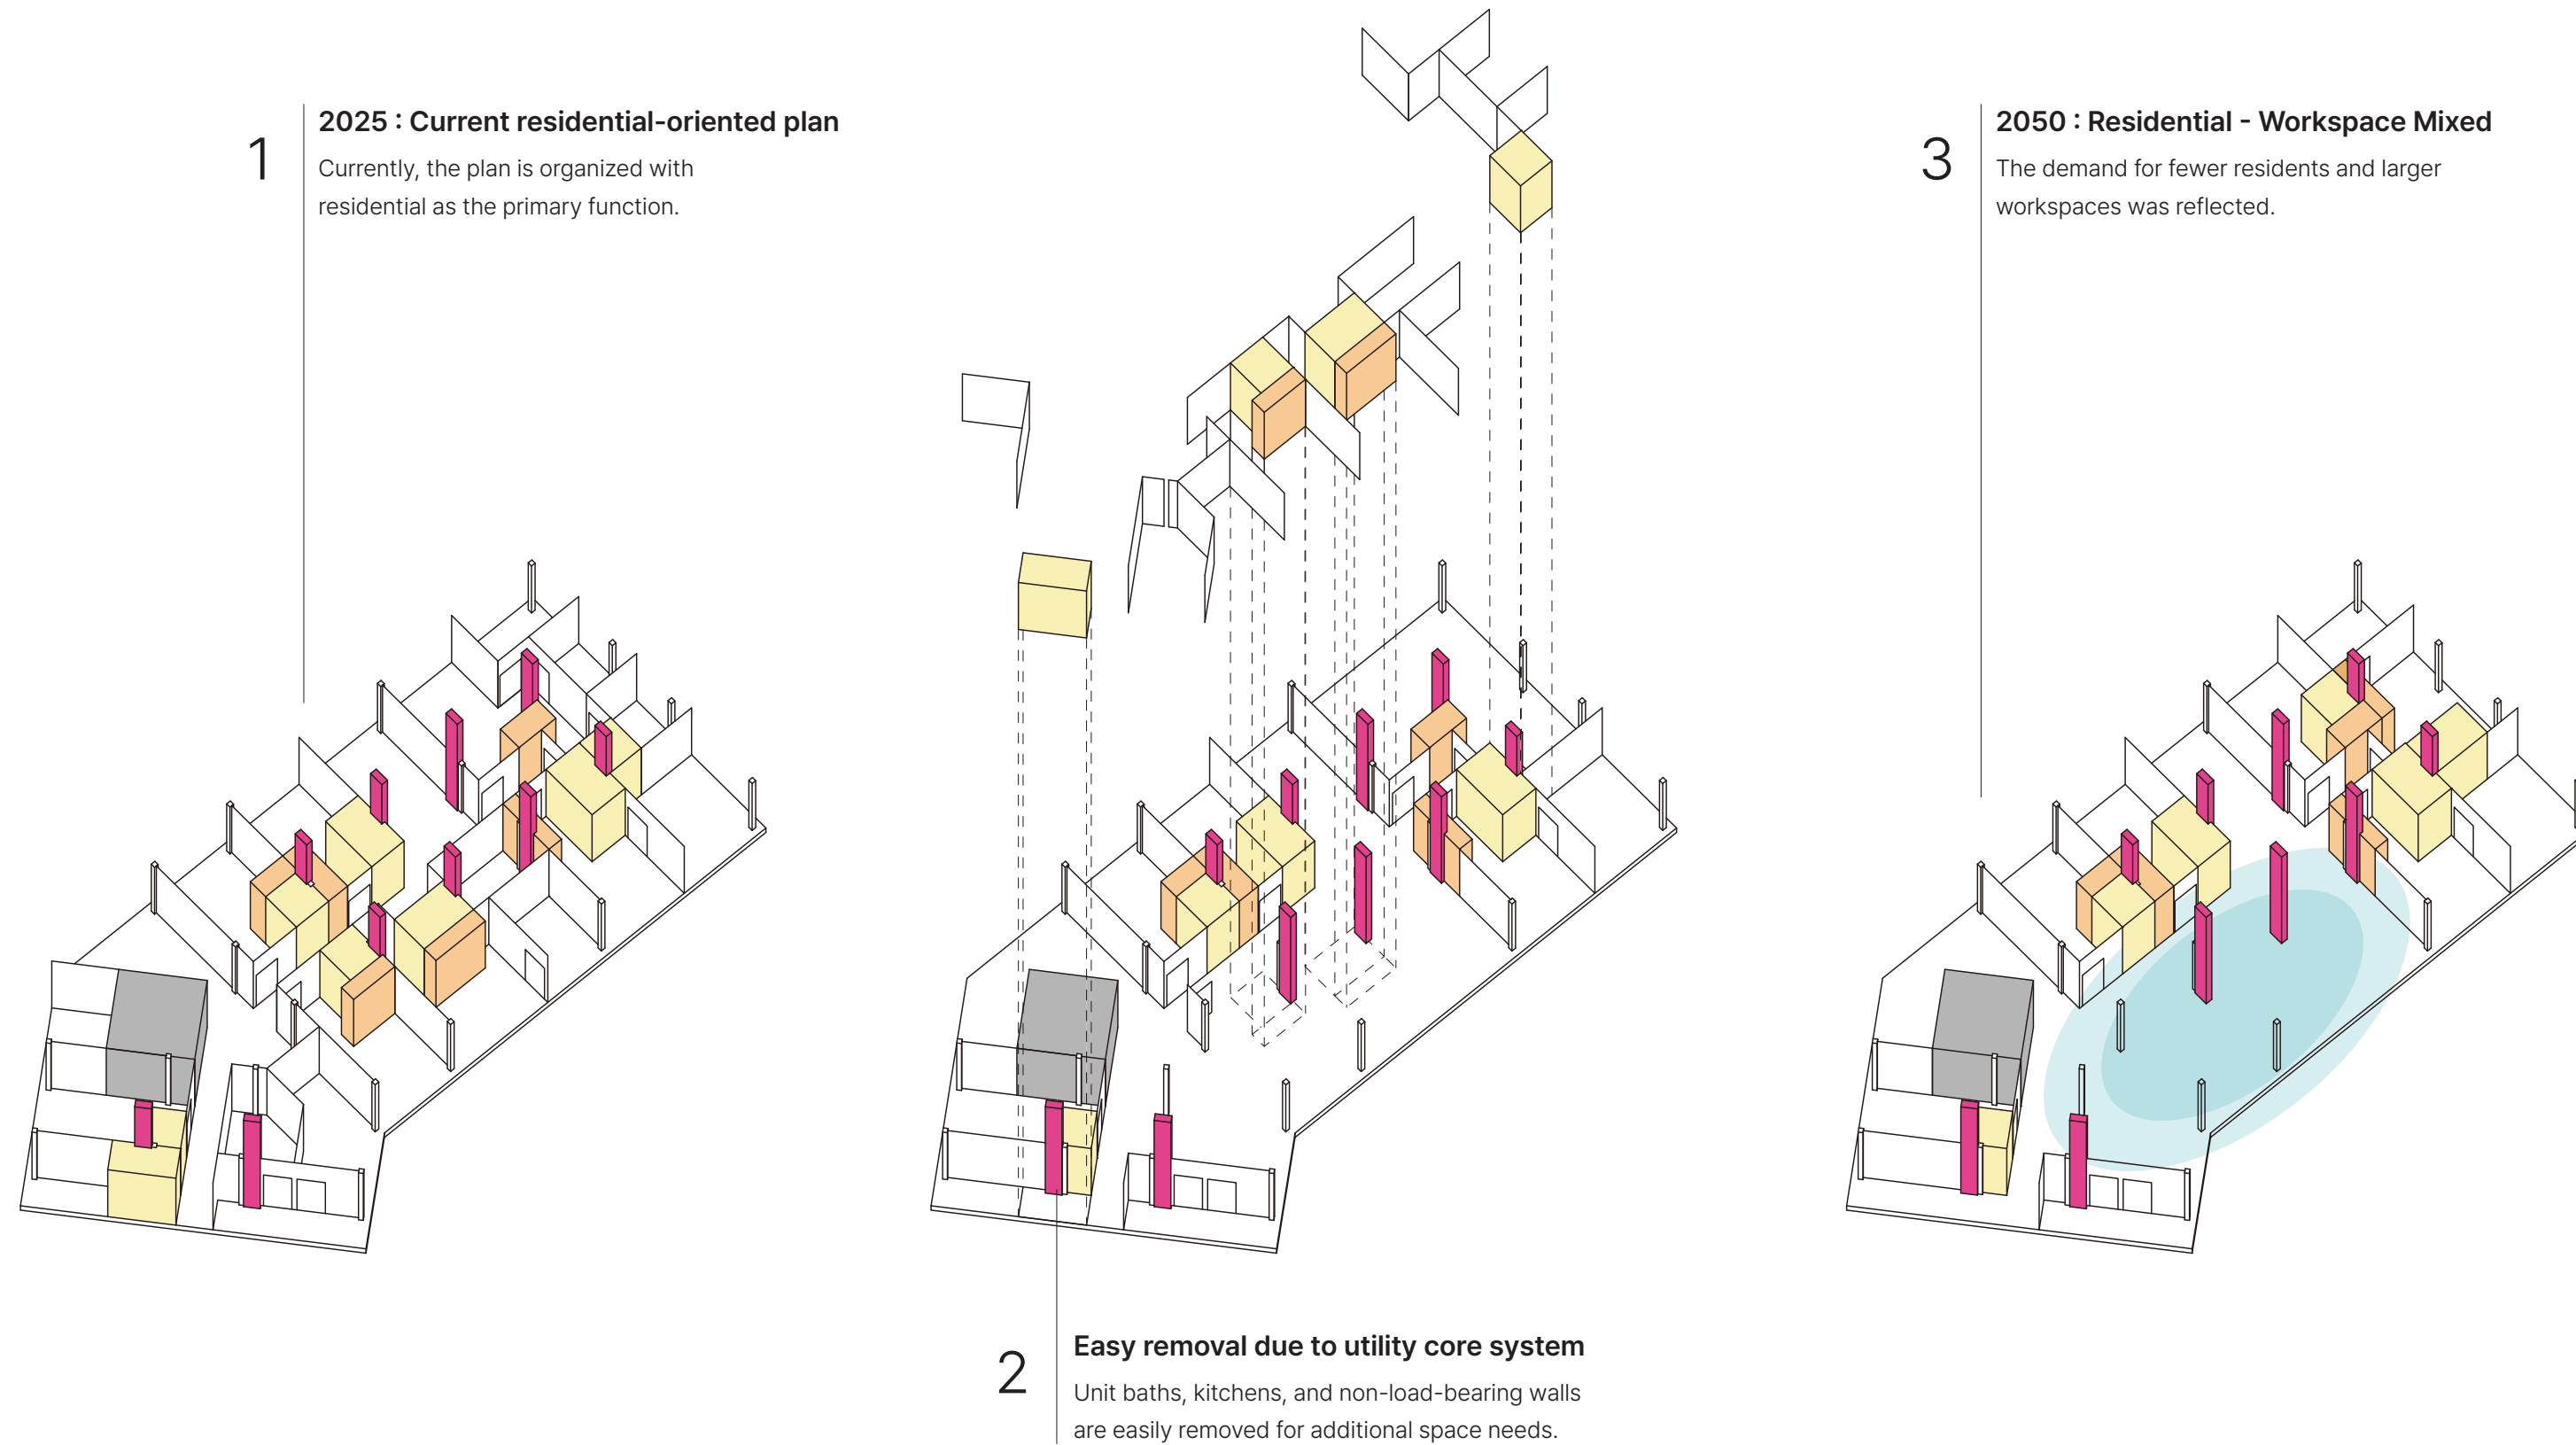 1
2025 : Current residential-oriented plan
Currently, the plan is organized with
residential as the primary function.
2
Easy removal due to utility core system
Unit baths, kitchens, and non-load-bearing walls
are easily removed for additional space needs.
3
2050 : Residential - Workspace Mixed
The demand for fewer residents and larger
workspaces was reflected.